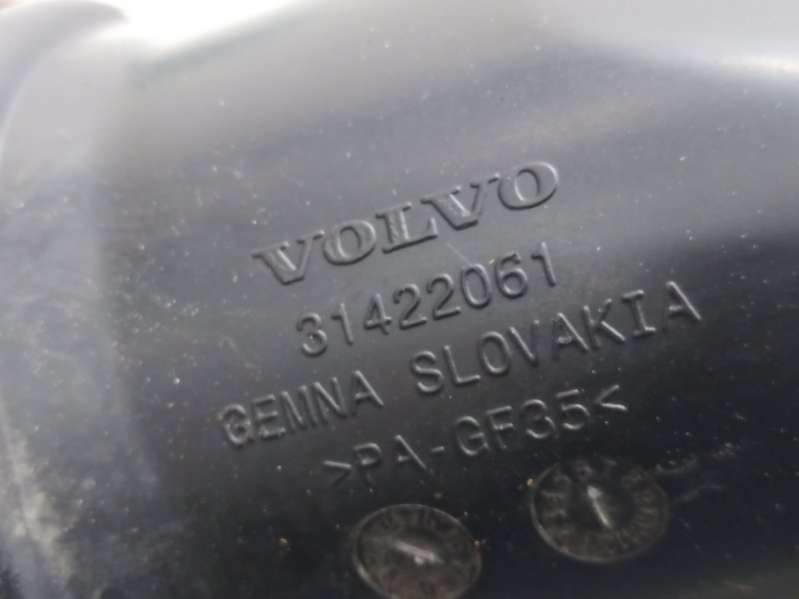 VOLVO
31422061
GEMNA SLOVAKIA
>PA-GF35<